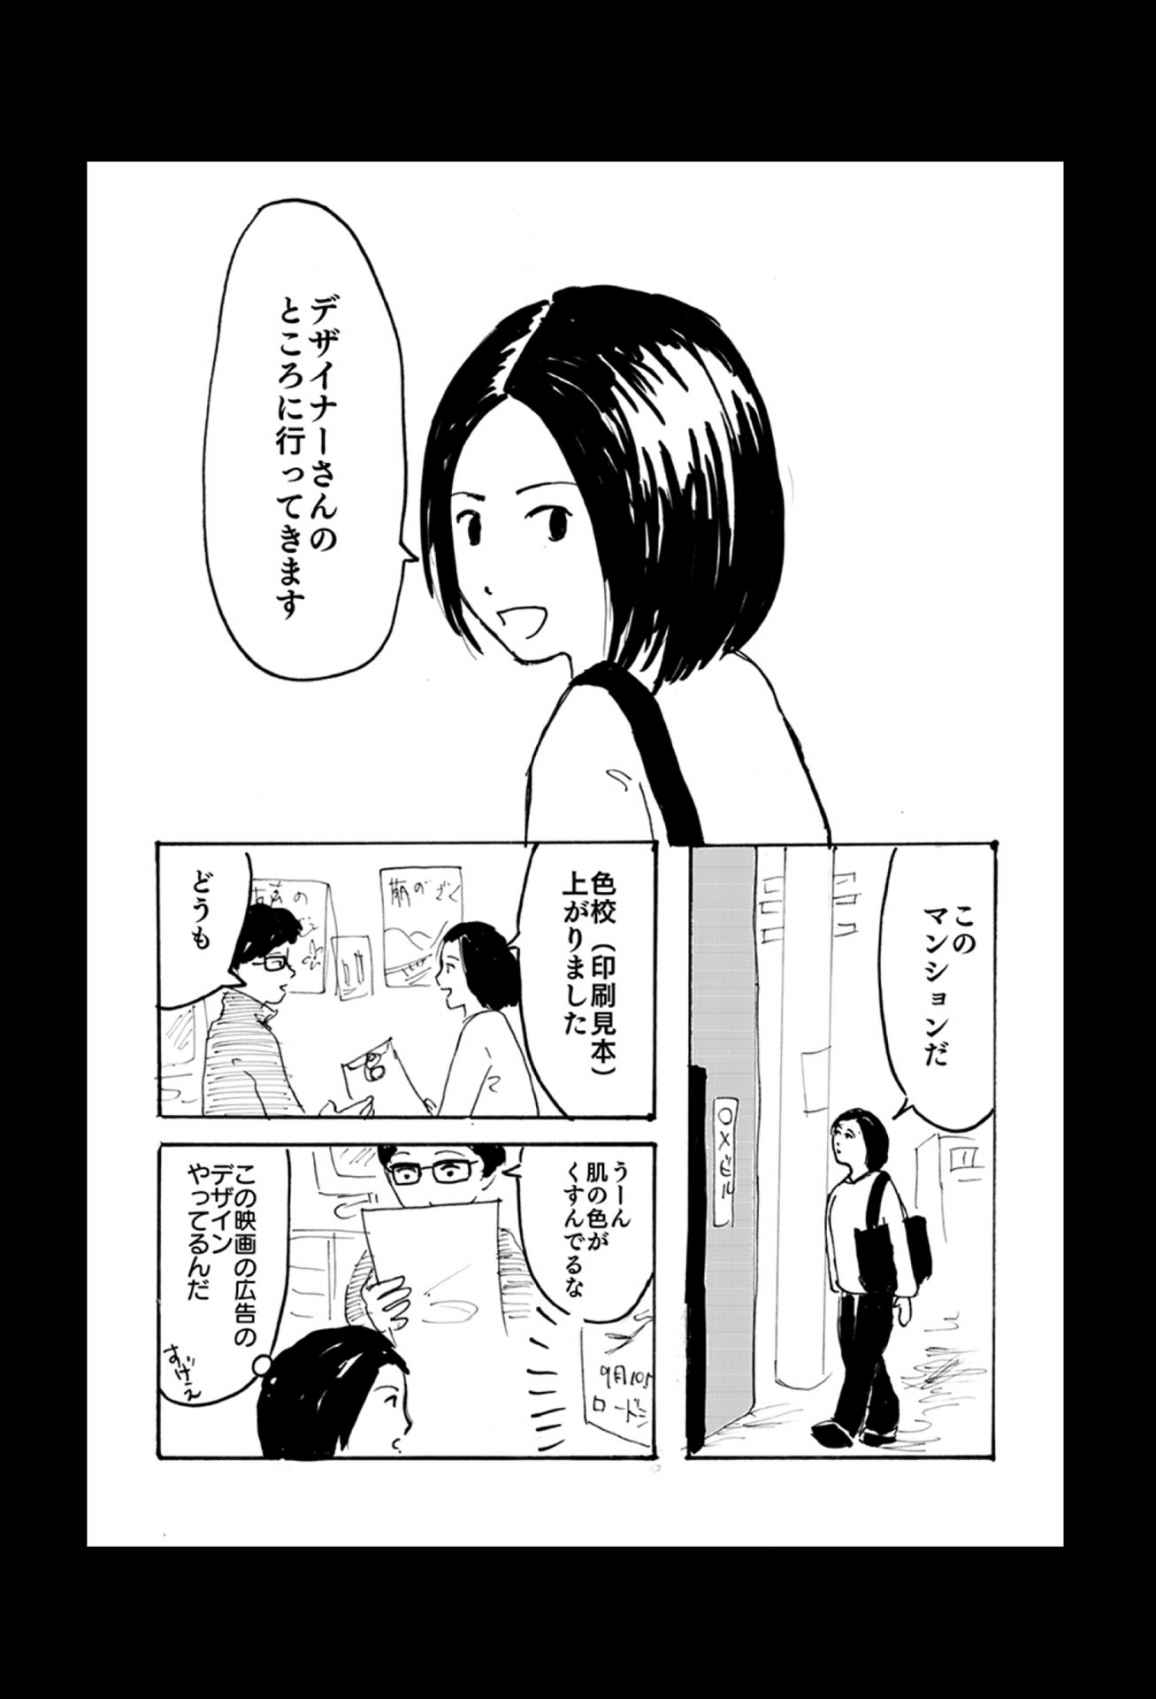 デザイナーさんの
ところに行ってきます
この
マンションだ
○×ビル
色校（印刷見本）
上がりました
どうも
うーん
肌の色が
くすんでるな
9月10
ロードシ
この映画の広告の
デザイン
やってるんだ
すげえ